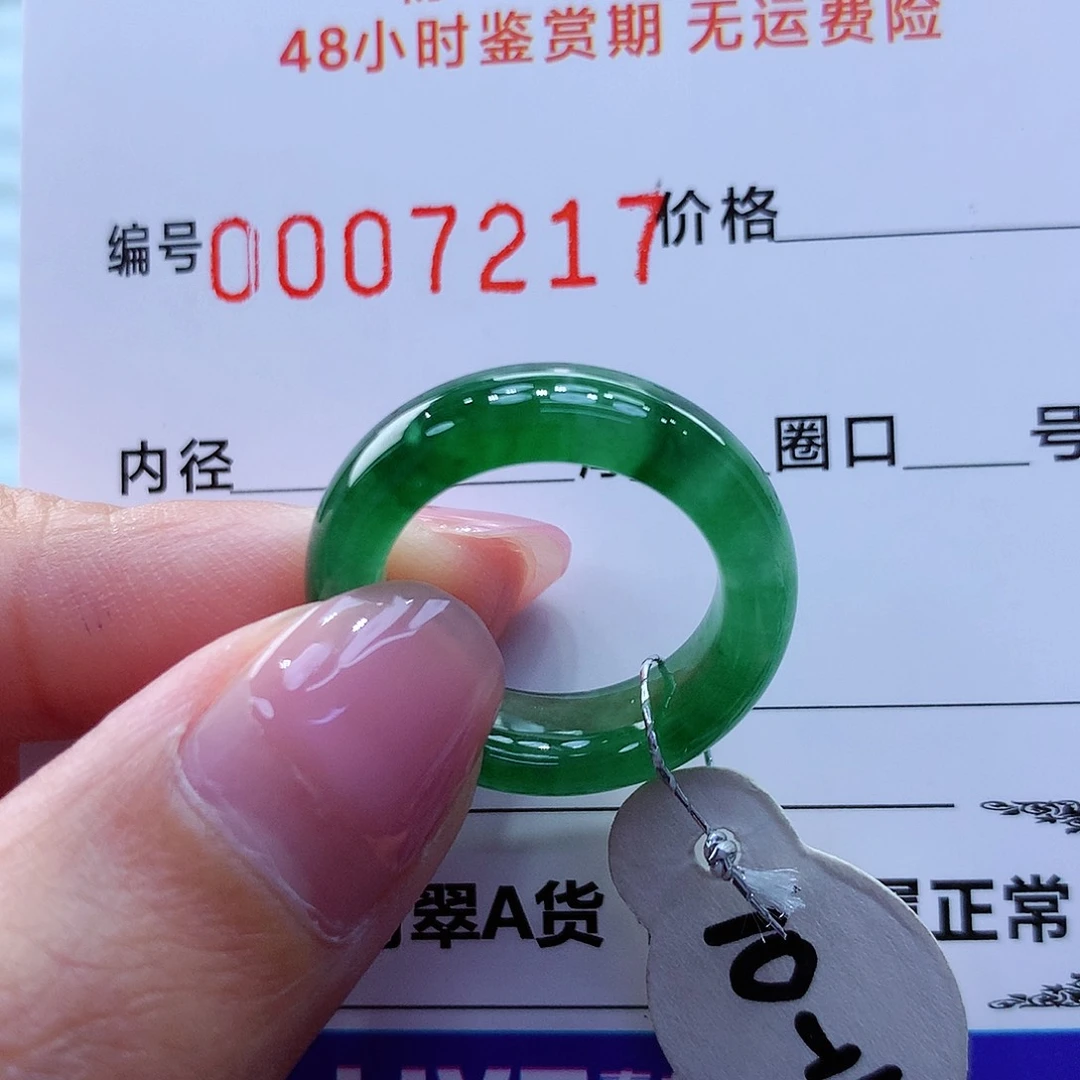 48小时鉴赏期 无运费险
编号0007217价格
内径 圈口 号
翠A货 正常
10-